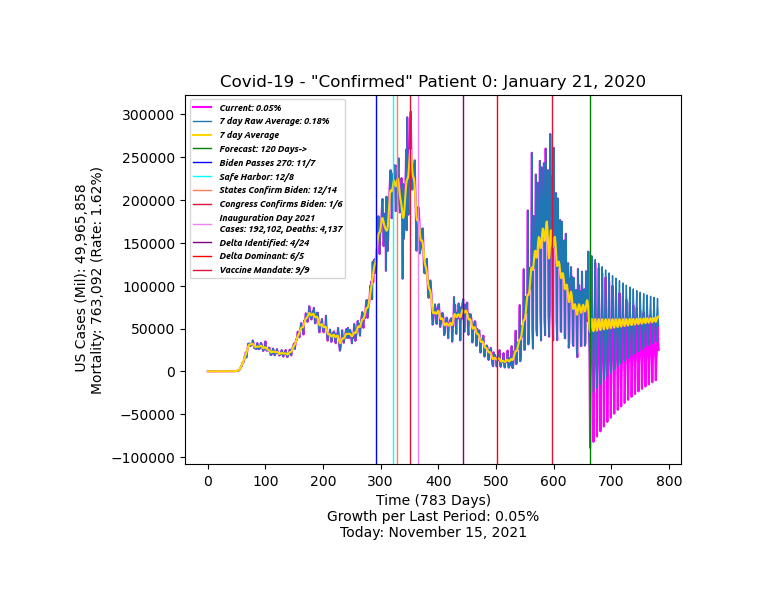 Covid-19 - "Confirmed" Patient 0: January 21, 2020
US Cases (Mil): 49,965,858
Mortality: 763,092 (Rate: 1.62%)
300000
250000
200000
150000
100000
50000
0
−50000
−100000
Current: 0.05%
7 day Raw Average: 0.18%
7 day Average
Forecast: 120 Days->
Biden Passes 270: 11/7
Safe Harbor: 12/8
States Confirm Biden: 12/14
Congress Confirms Biden: 1/6
Inauguration Day 2021
Cases: 192,102, Deaths: 4,137
Delta Identified: 4/24
Delta Dominant: 6/5
Vaccine Mandate: 9/9
0 100 200 300 400 500 600 700 800
Time (783 Days)
Growth per Last Period: 0.05%
Today: November 15, 2021